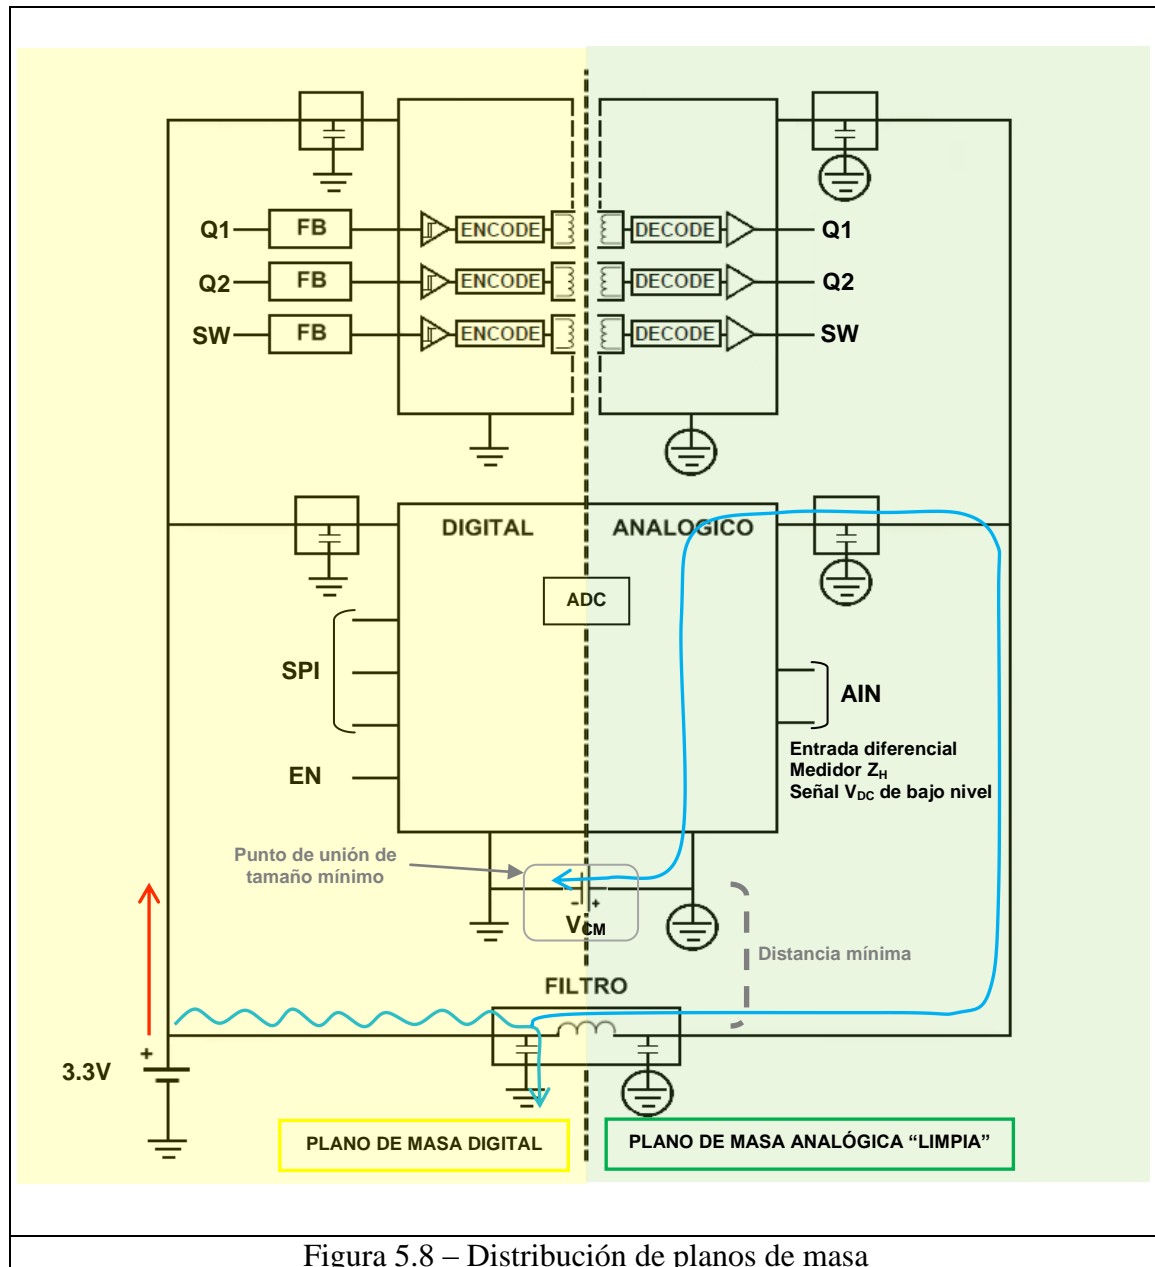 Q1
FB
ENCODE
DECODE
Q1
Q2
FB
ENCODE
DECODE
Q2
SW
FB
ENCODE
DECODE
SW
DIGITAL
ANALOGICO
ADC
SPI
AIN
Entrada diferencial
Medidor ZH
Señal VDC de bajo nivel
EN
Punto de unión de
tamaño mínimo
- +
VCM
Distancia mínima
FILTRO
+
3.3V
PLANO DE MASA DIGITAL
PLANO DE MASA ANALÓGICA “LIMPIA”
Figura 5.8 – Distribución de planos de masa